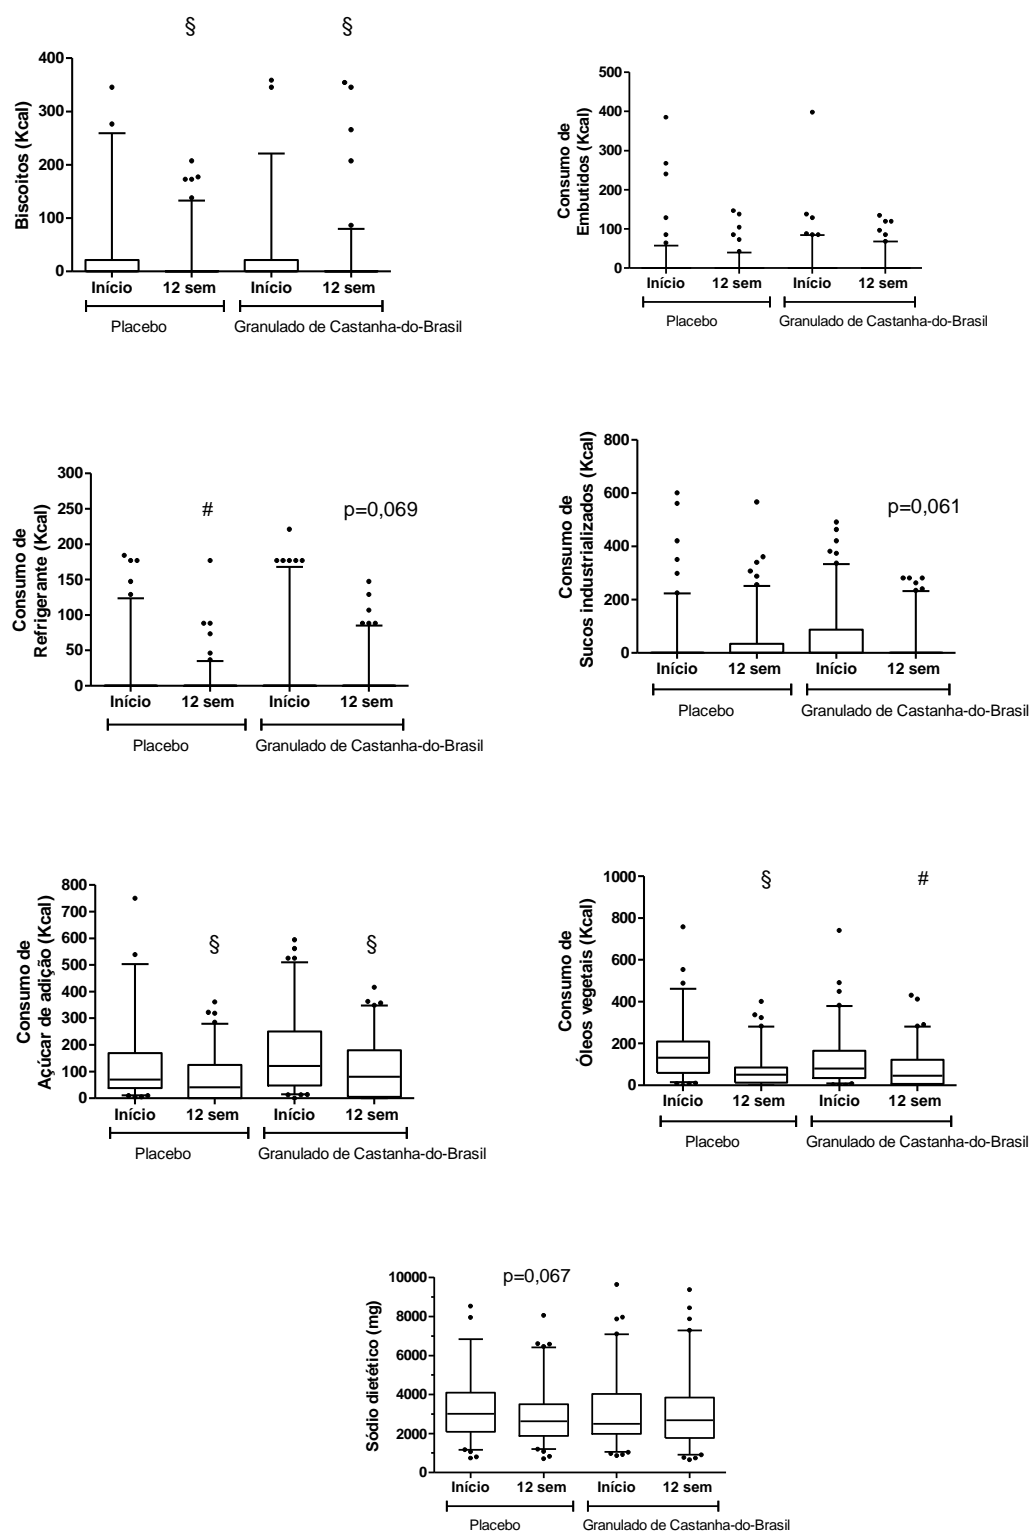 § §
Biscoitos (Kcal)
400
300
200
100
0
Início 12 sem Início 12 sem
Placebo Granulado de Castanha-do-Brasil
Consumo de
Embutidos (Kcal)
500
400
300
200
100
0
Início 12 sem Início 12 sem
Placebo Granulado de Castanha-do-Brasil
Consumo de
Refrigerante (Kcal)
300
250
200
150
100
50
0
# p=0,069
Início 12 sem Início 12 sem
Placebo Granulado de Castanha-do-Brasil
Consumo de
Sucos industrializados (Kcal)
800
600
400
200
0
p=0,061
Início 12 sem Início 12 sem
Placebo Granulado de Castanha-do-Brasil
Consumo de
Açúcar de adição (Kcal)
800
700
600
500
400
300
200
100
0
§ §
Início 12 sem Início 12 sem
Placebo Granulado de Castanha-do-Brasil
Consumo de
Óleos vegetais (Kcal)
1000
800
600
400
200
0
§ #
Início 12 sem Início 12 sem
Placebo Granulado de Castanha-do-Brasil
Sódio dietético (mg)
10000
8000
6000
4000
2000
0
p=0,067
Início 12 sem Início 12 sem
Placebo Granulado de Castanha-do-Brasil